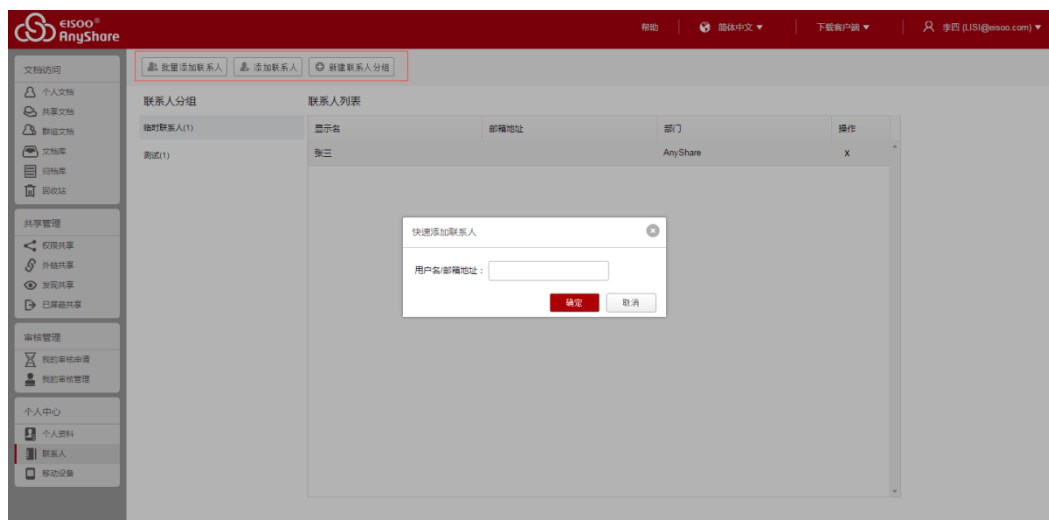 EISOO®
AnyShare
帮助
简体中文 ▼
下载客户端 ▼
李四 (LISI@eisoo.com) ▼
文档访问
个人文档
共享文档
群组文档
文档库
归档库
回收站
共享管理
权限共享
外链共享
发现共享
已屏蔽共享
审核管理
我的审核申请
我的审核管理
个人中心
个人资料
联系人
移动设备
批量添加联系人
添加联系人
新建联系人分组
联系人分组
临时联系人(1)
测试(1)
联系人列表
显示名 邮箱地址 部门 操作
张三 AnyShare X
快速添加联系人
用户名/邮箱地址：
确定 取消